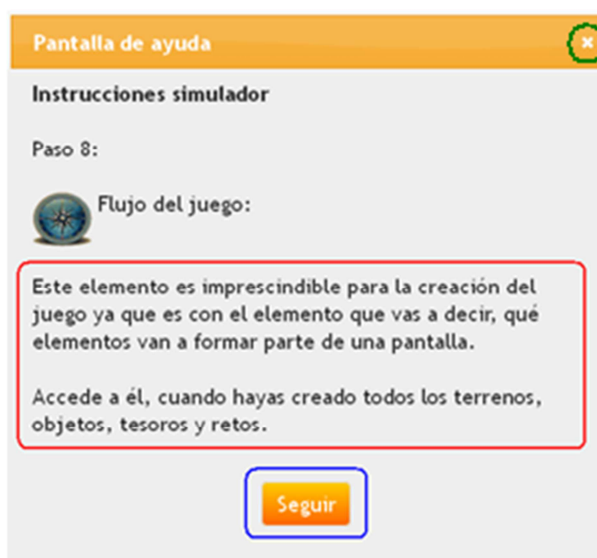 Pantalla de ayuda
Instrucciones simulador
Paso 8:
Flujo del juego:
Este elemento es imprescindible para la creación del
juego ya que es con el elemento que vas a decir, qué
elementos van a formar parte de una pantalla.
Accede a él, cuando hayas creado todos los terrenos,
objetos, tesoros y retos.
Seguir